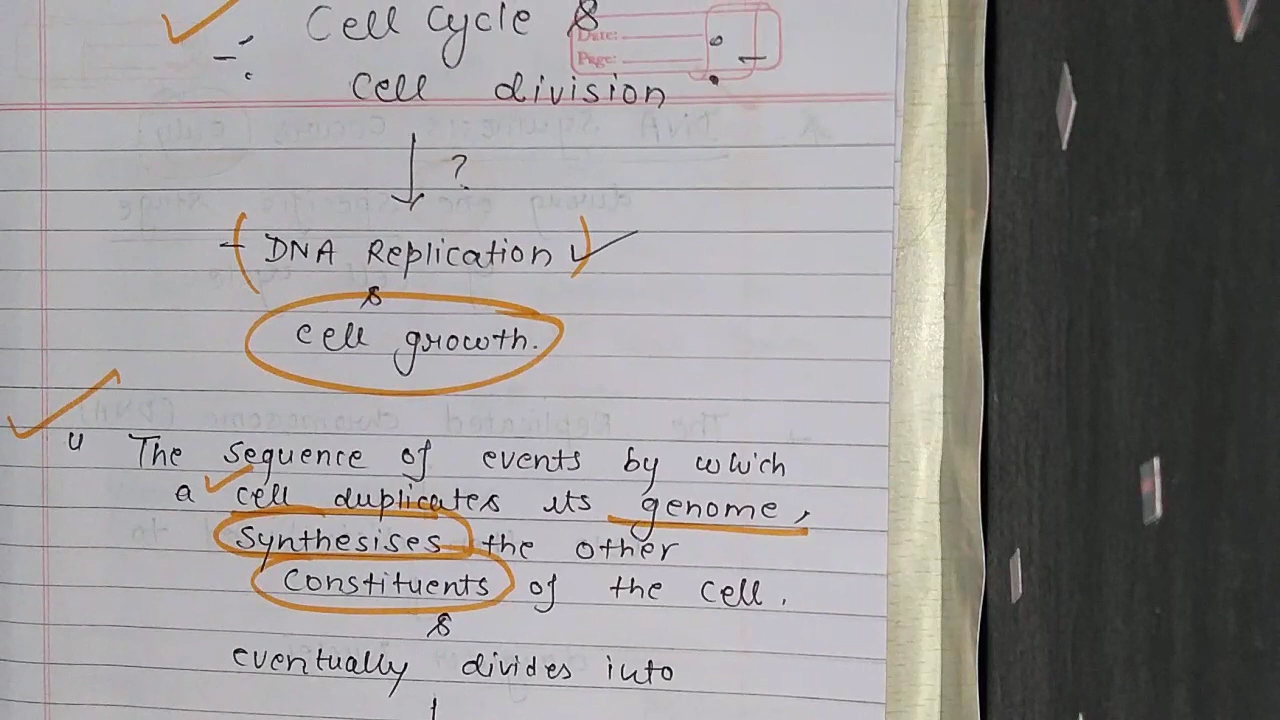 Cell Cycle &
Date:
Page:
cell division
?
DNA Replication
&
cell growth.
" The sequence of events by which
a cell duplicates its genome,
synthesises the other
constituents of the cell.
&
eventually divides into